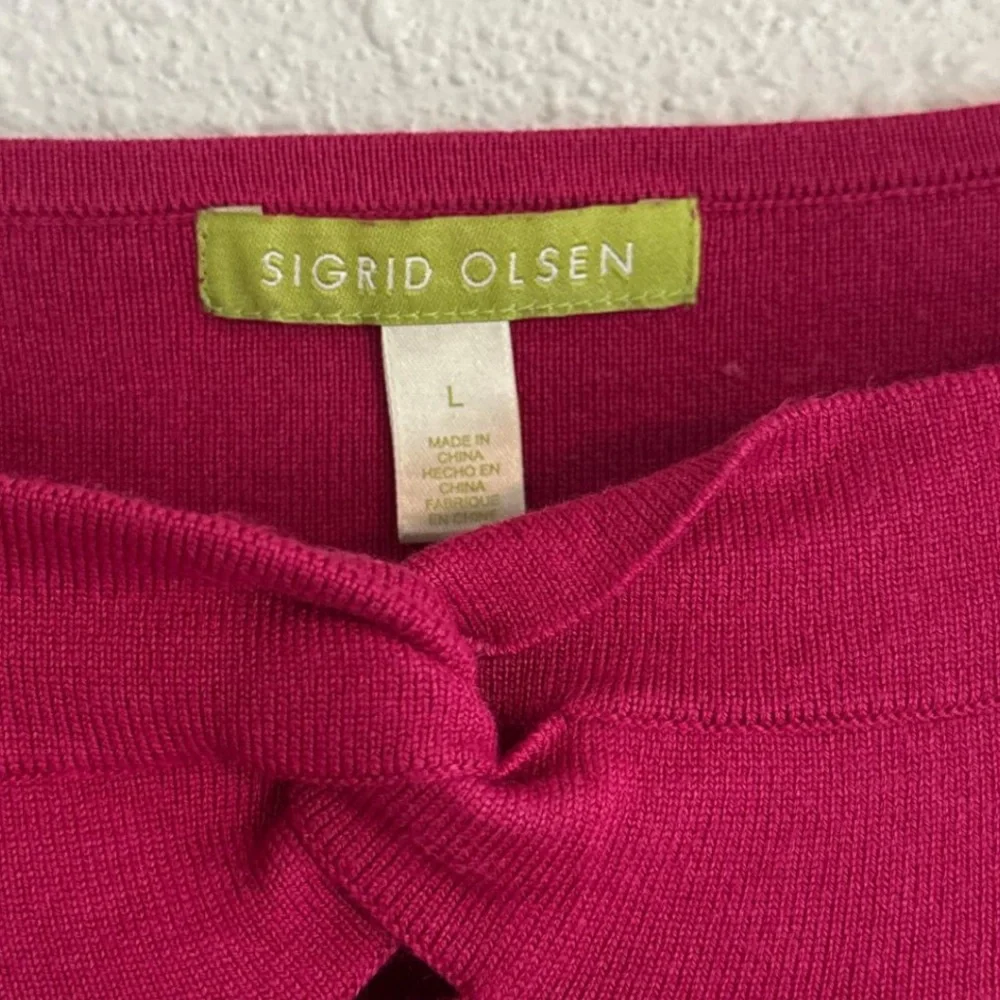 SIGRID OLSEN
L
MADE IN
CHINA
HECHO EN
CHINA
FABRIQUE
EN CHINE